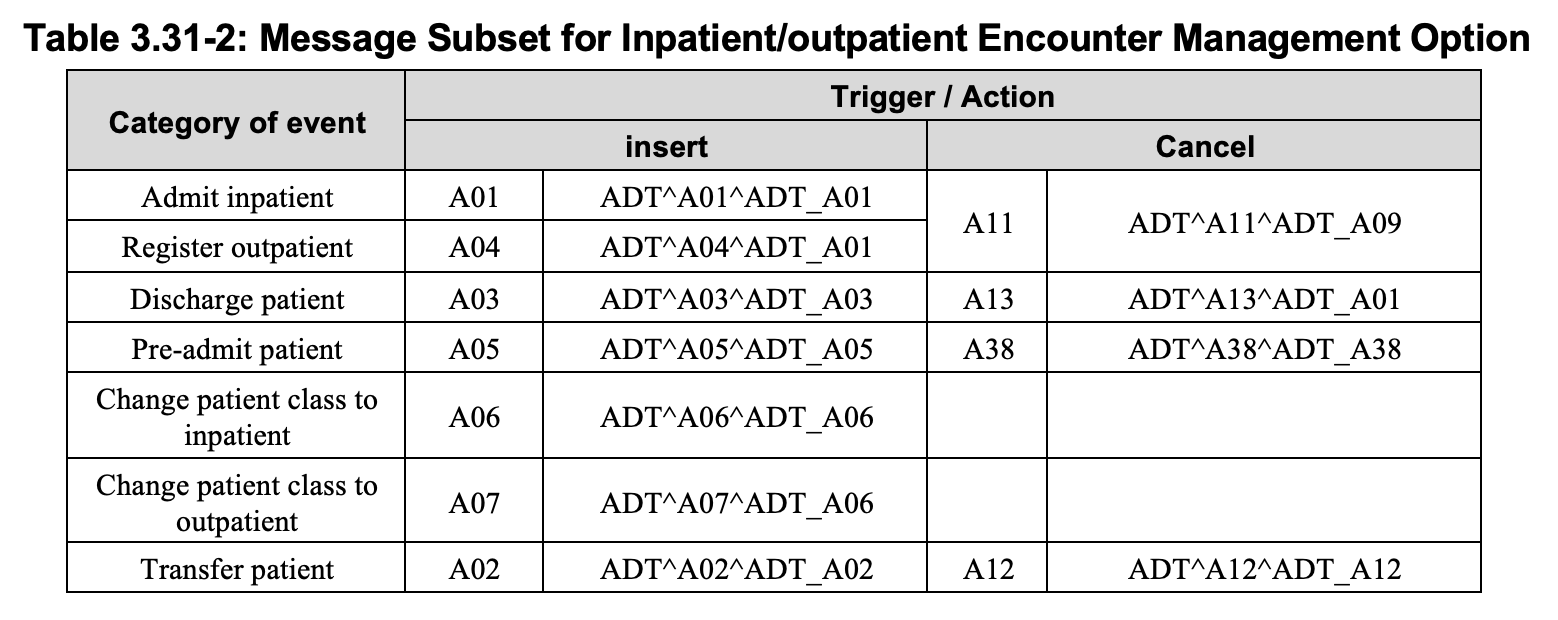 Table 3.31-2: Message Subset for Inpatient/outpatient Encounter Management Option
Category of event
Trigger / Action
insert
Cancel
Admit inpatient A01 ADT^A01^ADT_A01
A11 ADT^A11^ADT_A09
Register outpatient A04 ADT^A04^ADT_A01
Discharge patient A03 ADT^A03^ADT_A03 A13 ADT^A13^ADT_A01
Pre-admit patient A05 ADT^A05^ADT_A05 A38 ADT^A38^ADT_A38
Change patient class to
inpatient
A06 ADT^A06^ADT_A06
Change patient class to
outpatient
A07 ADT^A07^ADT_A06
Transfer patient A02 ADT^A02^ADT_A02 A12 ADT^A12^ADT_A12